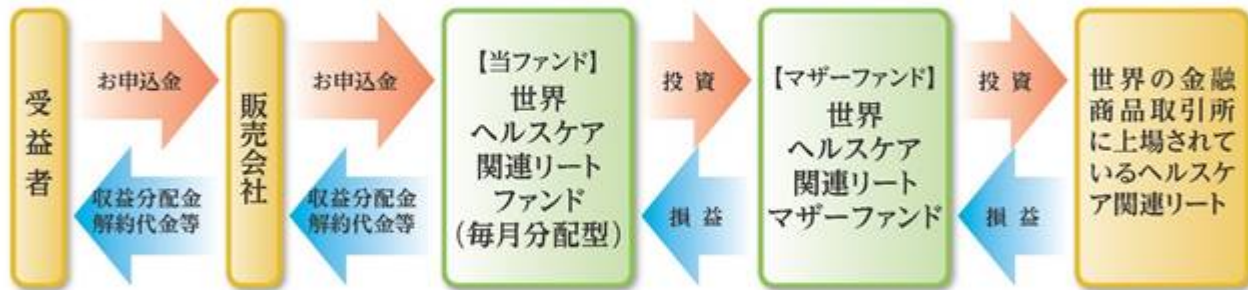 受益者
お申込金
収益分配金
解約代金等
販売会社
お申込金
収益分配金
解約代金等
【当ファンド】
世界
ヘルスケア
関連リート
ファンド
(毎月分配型)
投資
損益
【マザーファンド】
世界
ヘルスケア
関連リート
マザーファンド
投資
損益
世界の金融
商品取引所
に上場されて
いるヘルスケ
ア関連リート